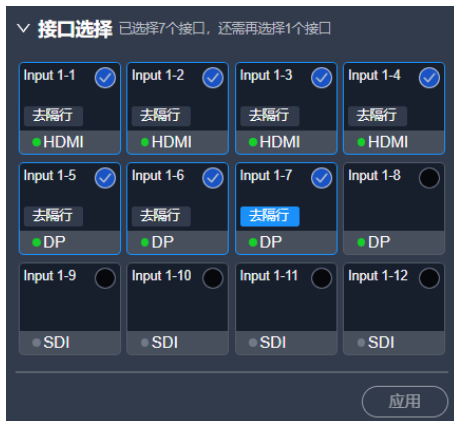 接口选择 已选择7个接口，还需再选择1个接口
Input 1-1 Input 1-2 Input 1-3 Input 1-4
去隔行 去隔行 去隔行 去隔行
HDMI HDMI HDMI HDMI
Input 1-5 Input 1-6 Input 1-7 Input 1-8
去隔行 去隔行 去隔行
DP DP DP DP
Input 1-9 Input 1-10 Input 1-11 Input 1-12
SDI SDI SDI SDI
应用